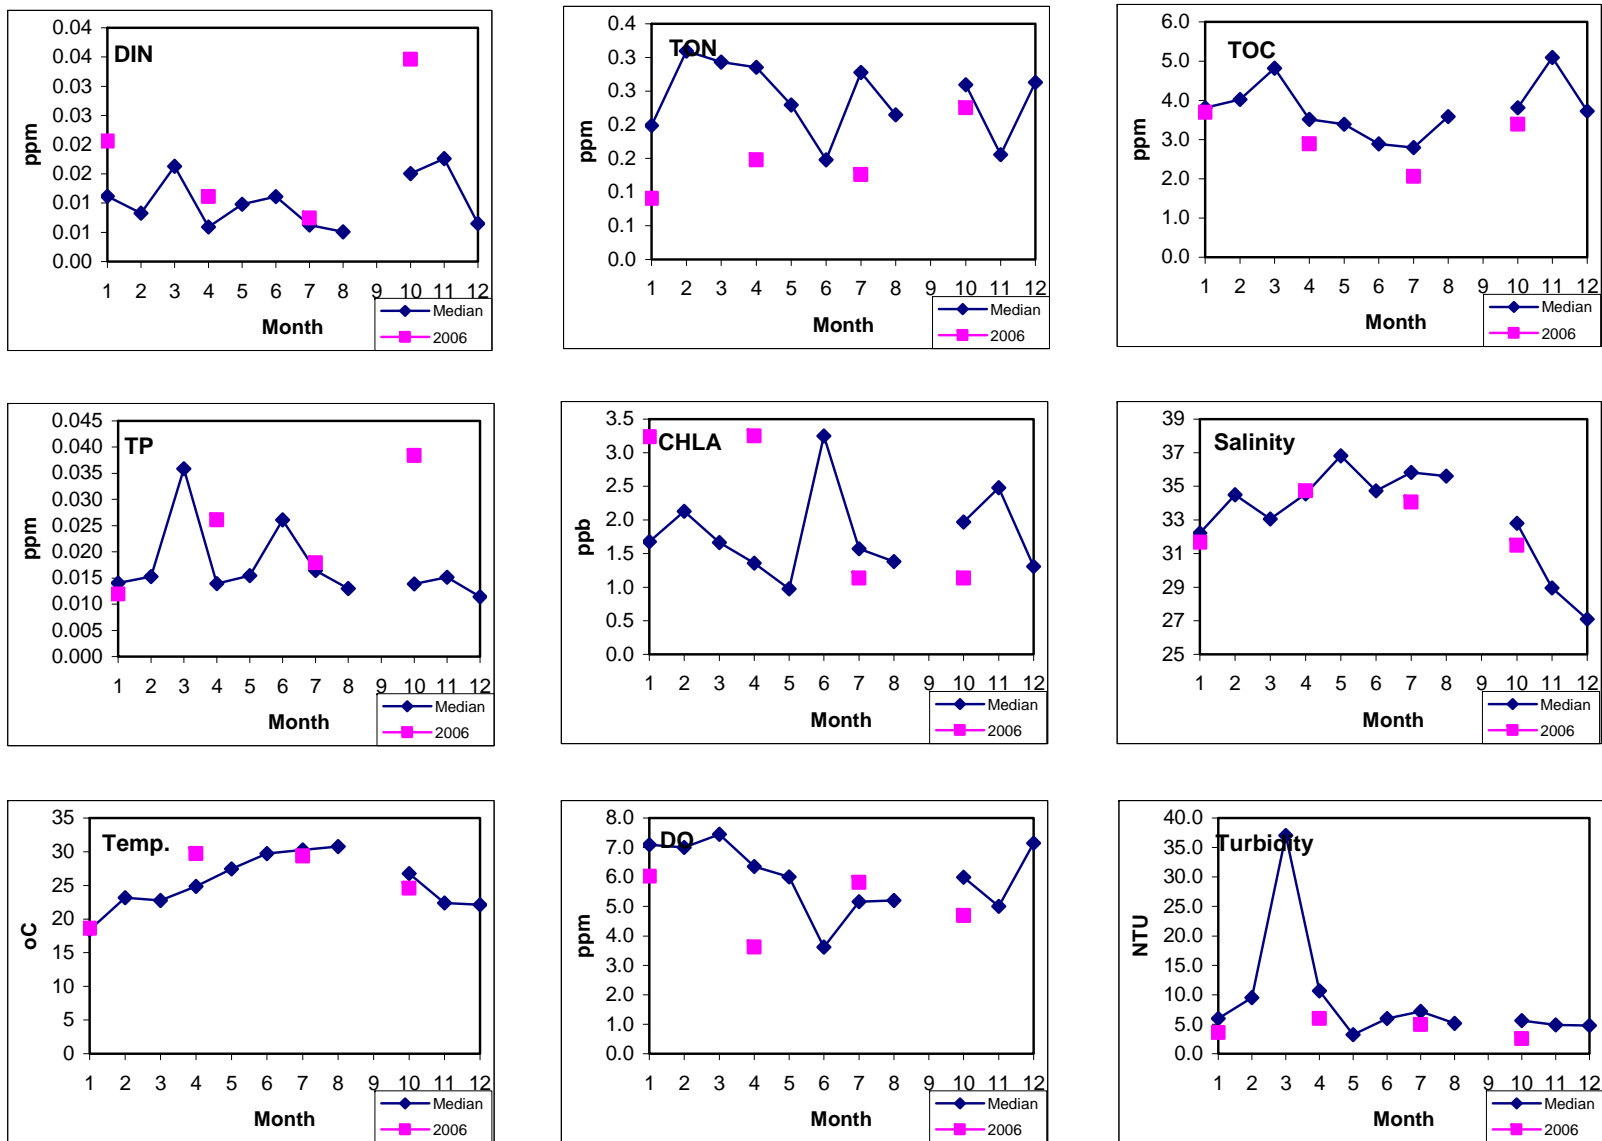 DIN
ppm
0.04
0.04
0.03
0.03
0.02
0.02
0.01
0.01
0.00
1 2 3 4 5 6 7 8 9 10 11 12
Month
Median
2006
TON
ppm
0.4
0.3
0.3
0.2
0.2
0.1
0.1
0.0
1 2 3 4 5 6 7 8 9 10 11 12
Month
Median
2006
TOC
ppm
6.0
5.0
4.0
3.0
2.0
1.0
0.0
1 2 3 4 5 6 7 8 9 10 11 12
Month
Median
2006
TP
ppm
0.045
0.040
0.035
0.030
0.025
0.020
0.015
0.010
0.005
0.000
1 2 3 4 5 6 7 8 9 10 11 12
Month
Median
2006
CHLA
ppb
3.5
3.0
2.5
2.0
1.5
1.0
0.5
0.0
1 2 3 4 5 6 7 8 9 10 11 12
Month
Median
2006
Salinity
39
37
35
33
31
29
27
25
1 2 3 4 5 6 7 8 9 10 11 12
Month
Median
2006
Temp.
oC
35
30
25
20
15
10
5
0
1 2 3 4 5 6 7 8 9 10 11 12
Month
Median
2006
DO
ppm
8.0
7.0
6.0
5.0
4.0
3.0
2.0
1.0
0.0
1 2 3 4 5 6 7 8 9 10 11 12
Month
Median
2006
Turbidity
NTU
40.0
35.0
30.0
25.0
20.0
15.0
10.0
5.0
0.0
1 2 3 4 5 6 7 8 9 10 11 12
Month
Median
2006